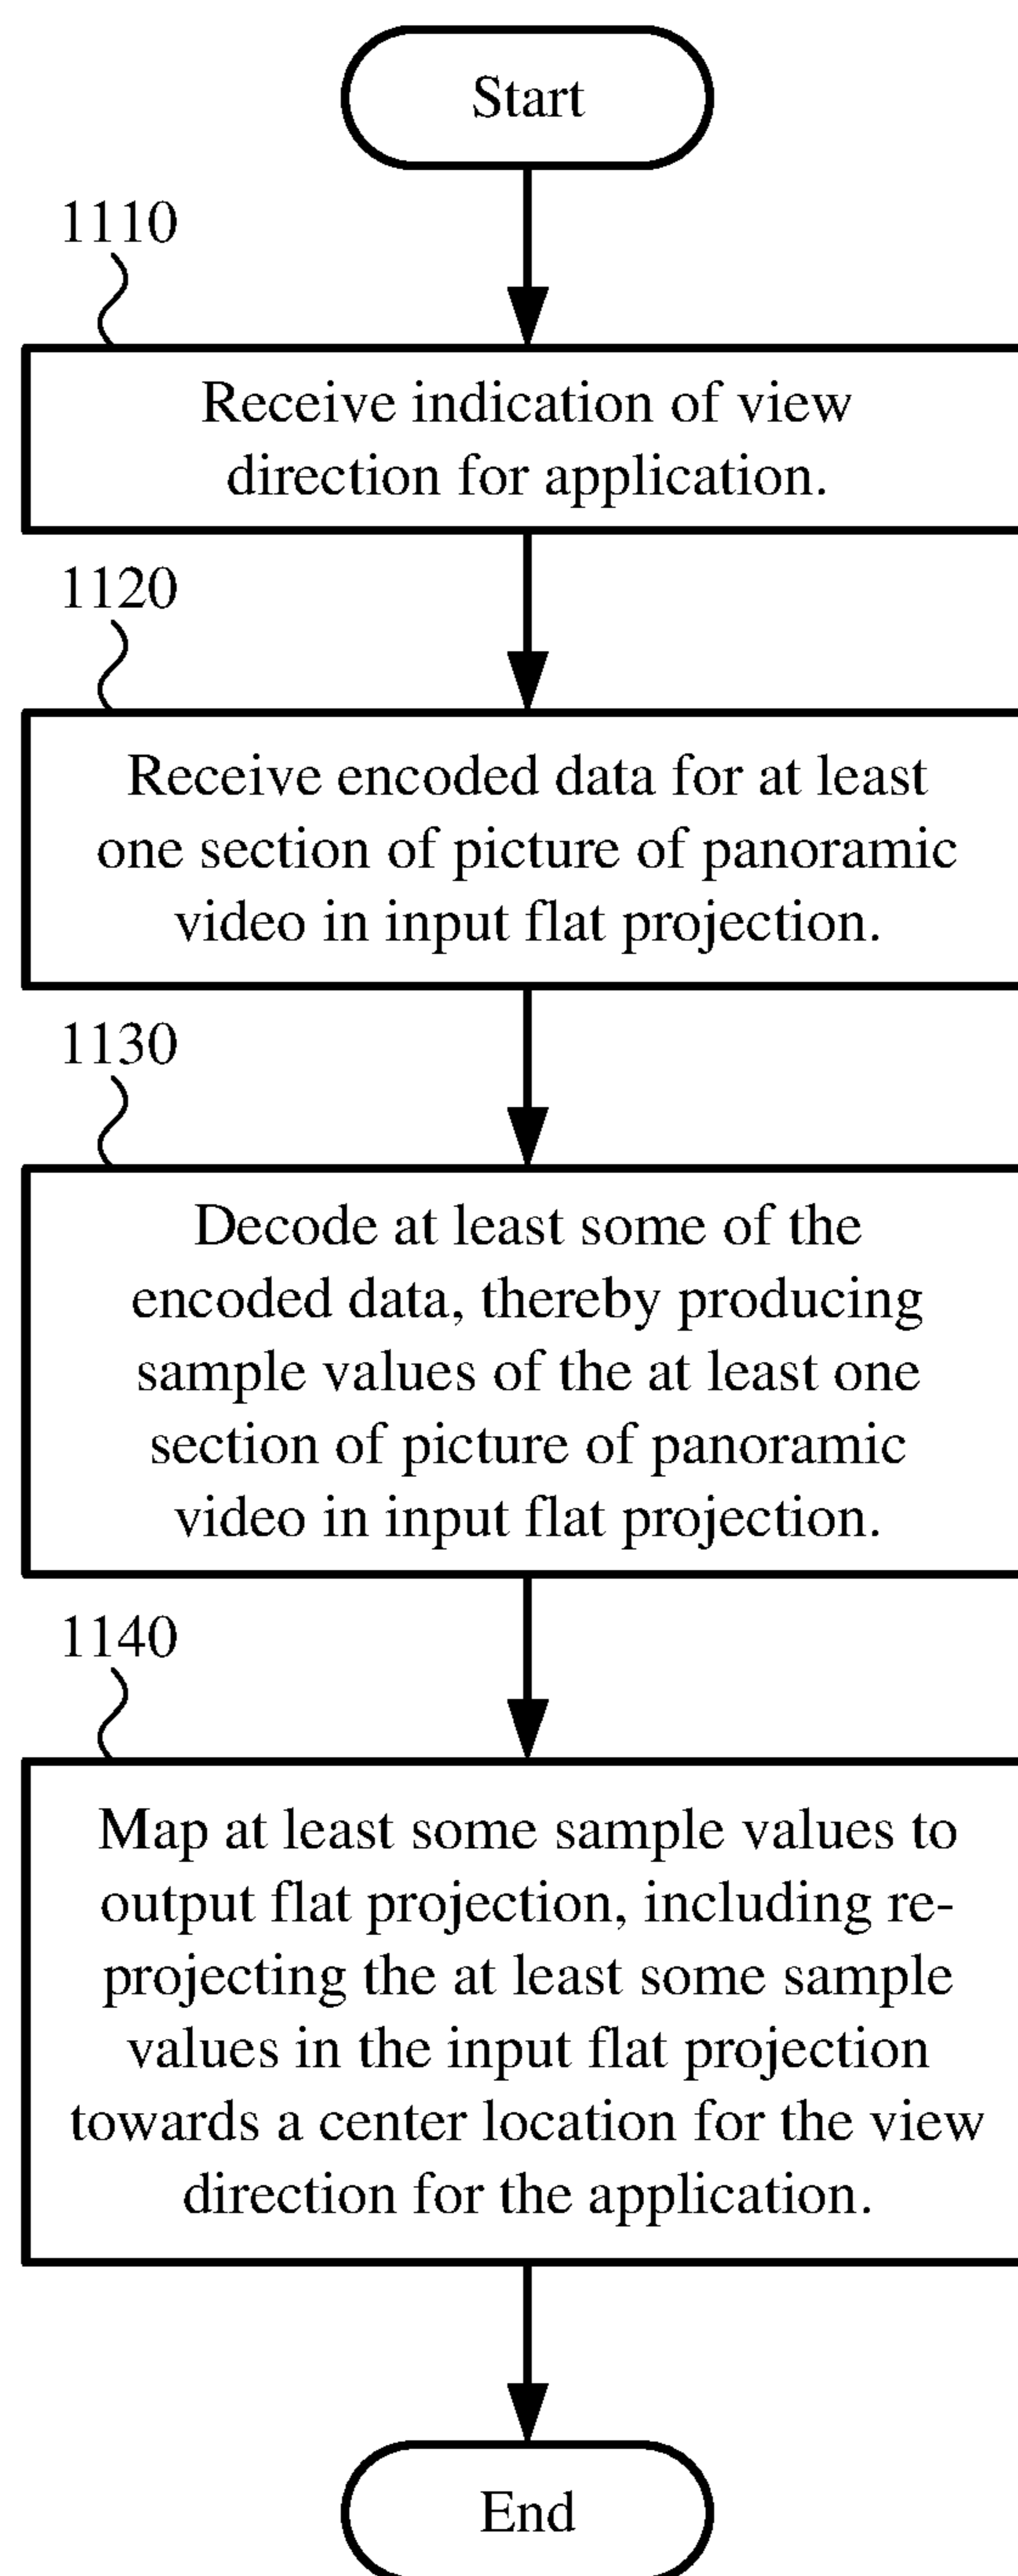 Start
1110
Receive indication of view
direction for application.
1120
Receive encoded data for at least
one section of picture of panoramic
video in input flat projection.
1130
Decode at least some of the
encoded data, thereby producing
sample values of the at least one
section of picture of panoramic
video in input flat projection.
1140
Map at least some sample values to
output flat projection, including re-
projecting the at least some sample
values in the input flat projection
towards a center location for the view
direction for the application.
End